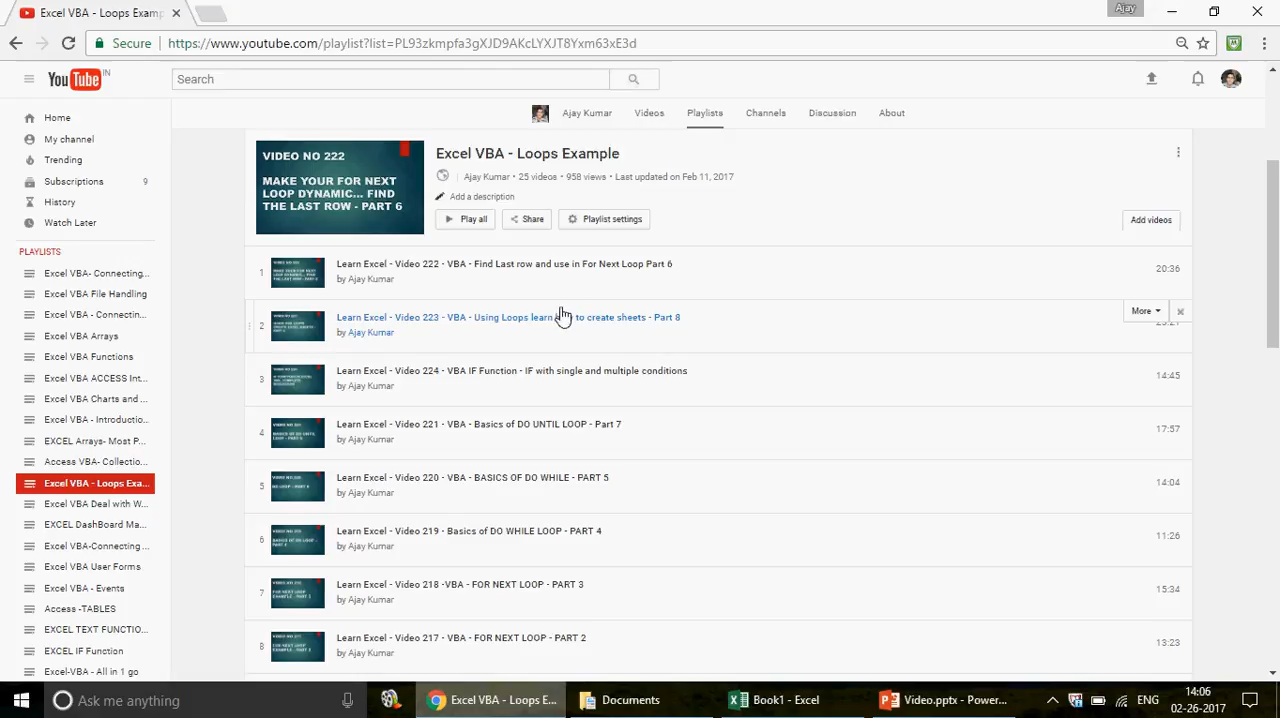 Excel VBA - Loops Examp
Ajay
Secure
https://www.youtube.com/playlist?list=PL93zkmpfa3gXJD9AKcLYXJT8Yxm63xE3d
YouTube IN
Search
Ajay Kumar
Videos
Playlists
Channels
Discussion
About
Home
My channel
Trending
Subscriptions 9
History
Watch Later
PLAYLISTS
Excel VBA- Connecting...
Excel VBA File Handling
Excel VBA - Connectin...
Excel VBA Arrays
Excel VBA Functions
Excel VBA ACCESS Int...
Excel VBA Charts and ...
Excel VBA - Introductio...
EXCEL Arrays- Most P...
Access VBA- Collectio...
Excel VBA - Loops Exa...
Excel VBA Deal with W...
EXCEL DashBoard Ma...
Excel VBA-Connecting ...
Excel VBA User Forms
Excel VBA - Events
Access -TABLES
EXCEL TEXT FUNCTIO...
EXCEL IF Function
Excel-VBA - All in 1 go
VIDEO NO 222
MAKE YOUR FOR NEXT
LOOP DYNAMIC... FIND
THE LAST ROW - PART 6
Excel VBA - Loops Example
Ajay Kumar • 25 videos • 958 views • Last updated on Feb 11, 2017
Add a description
Play all
Share
Playlist settings
Add videos
1
Learn Excel - Video 222 - VBA - Find Last row and use in For Next Loop Part 6
by Ajay Kumar
20:36
2
Learn Excel - Video 223 - VBA - Using Loops learn to create sheets - Part 8
by Ajay Kumar
More
3
Learn Excel - Video 224 - VBA IF Function - IF with single and multiple conditions
by Ajay Kumar
14:45
4
Learn Excel - Video 221 - VBA - Basics of DO UNTIL LOOP - Part 7
by Ajay Kumar
17:37
5
Learn Excel - Video 220 - VBA - BASICS OF DO WHILE - PART 5
by Ajay Kumar
14:04
6
Learn Excel - Video 219 - Basics of DO WHILE LOOP - PART 4
by Ajay Kumar
11:26
7
Learn Excel - Video 218 -VBA - FOR NEXT LOOP - PART 3
by Ajay Kumar
15:34
8
Learn Excel - Video 217 - VBA - FOR NEXT LOOP - PART 2
by Ajay Kumar
13:23
Ask me anything
Excel VBA - Loops E...
Documents
Book1 - Excel
Video.pptx - Power...
ENG
14:06
02-26-2017